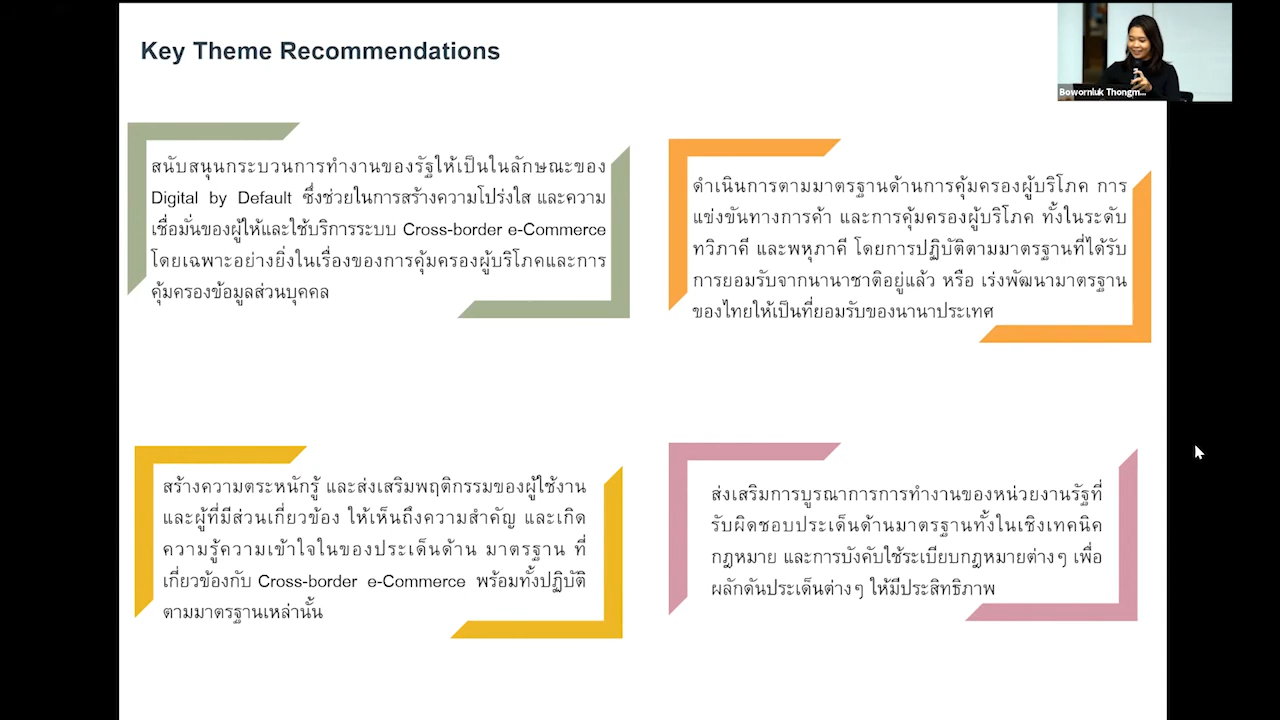 Key Theme Recommendations
Bowornluk Thongm...
สนับสนุนกระบวนการทำงานของรัฐให้เป็นในลักษณะของ
Digital by Default ซึ่งช่วยในการสร้างความโปร่งใส และความ
เชื่อมั่นของผู้ให้และใช้บริการระบบ Cross-border e-Commerce
โดยเฉพาะอย่างยิ่งในเรื่องของการคุ้มครองผู้บริโภคและการ
คุ้มครองข้อมูลส่วนบุคคล
ดำเนินการตามมาตรฐานด้านการคุ้มครองผู้บริโภค การ
แข่งขันทางการค้า และการคุ้มครองผู้บริโภค ทั้งในระดับ
ทวิภาคี และพหุภาคี โดยการปฏิบัติตามมาตรฐานที่ได้รับ
การยอมรับจากนานาชาติอยู่แล้ว หรือ เร่งพัฒนามาตรฐาน
ของไทยให้เป็นที่ยอมรับของนานาประเทศ
สร้างความตระหนักรู้ และส่งเสริมพฤติกรรมของผู้ใช้งาน
และผู้ที่มีส่วนเกี่ยวข้อง ให้เห็นถึงความสำคัญ และเกิด
ความรู้ความเข้าใจในของประเด็นด้าน มาตรฐาน ที่
เกี่ยวข้องกับ Cross-border e-Commerce พร้อมทั้งปฏิบัติ
ตามมาตรฐานเหล่านั้น
ส่งเสริมการบูรณาการการทำงานของหน่วยงานรัฐที่
รับผิดชอบประเด็นด้านมาตรฐานทั้งในเชิงเทคนิค
กฎหมาย และการบังคับใช้ระเบียบกฎหมายต่างๆ เพื่อ
ผลักดันประเด็นต่างๆ ให้มีประสิทธิภาพ